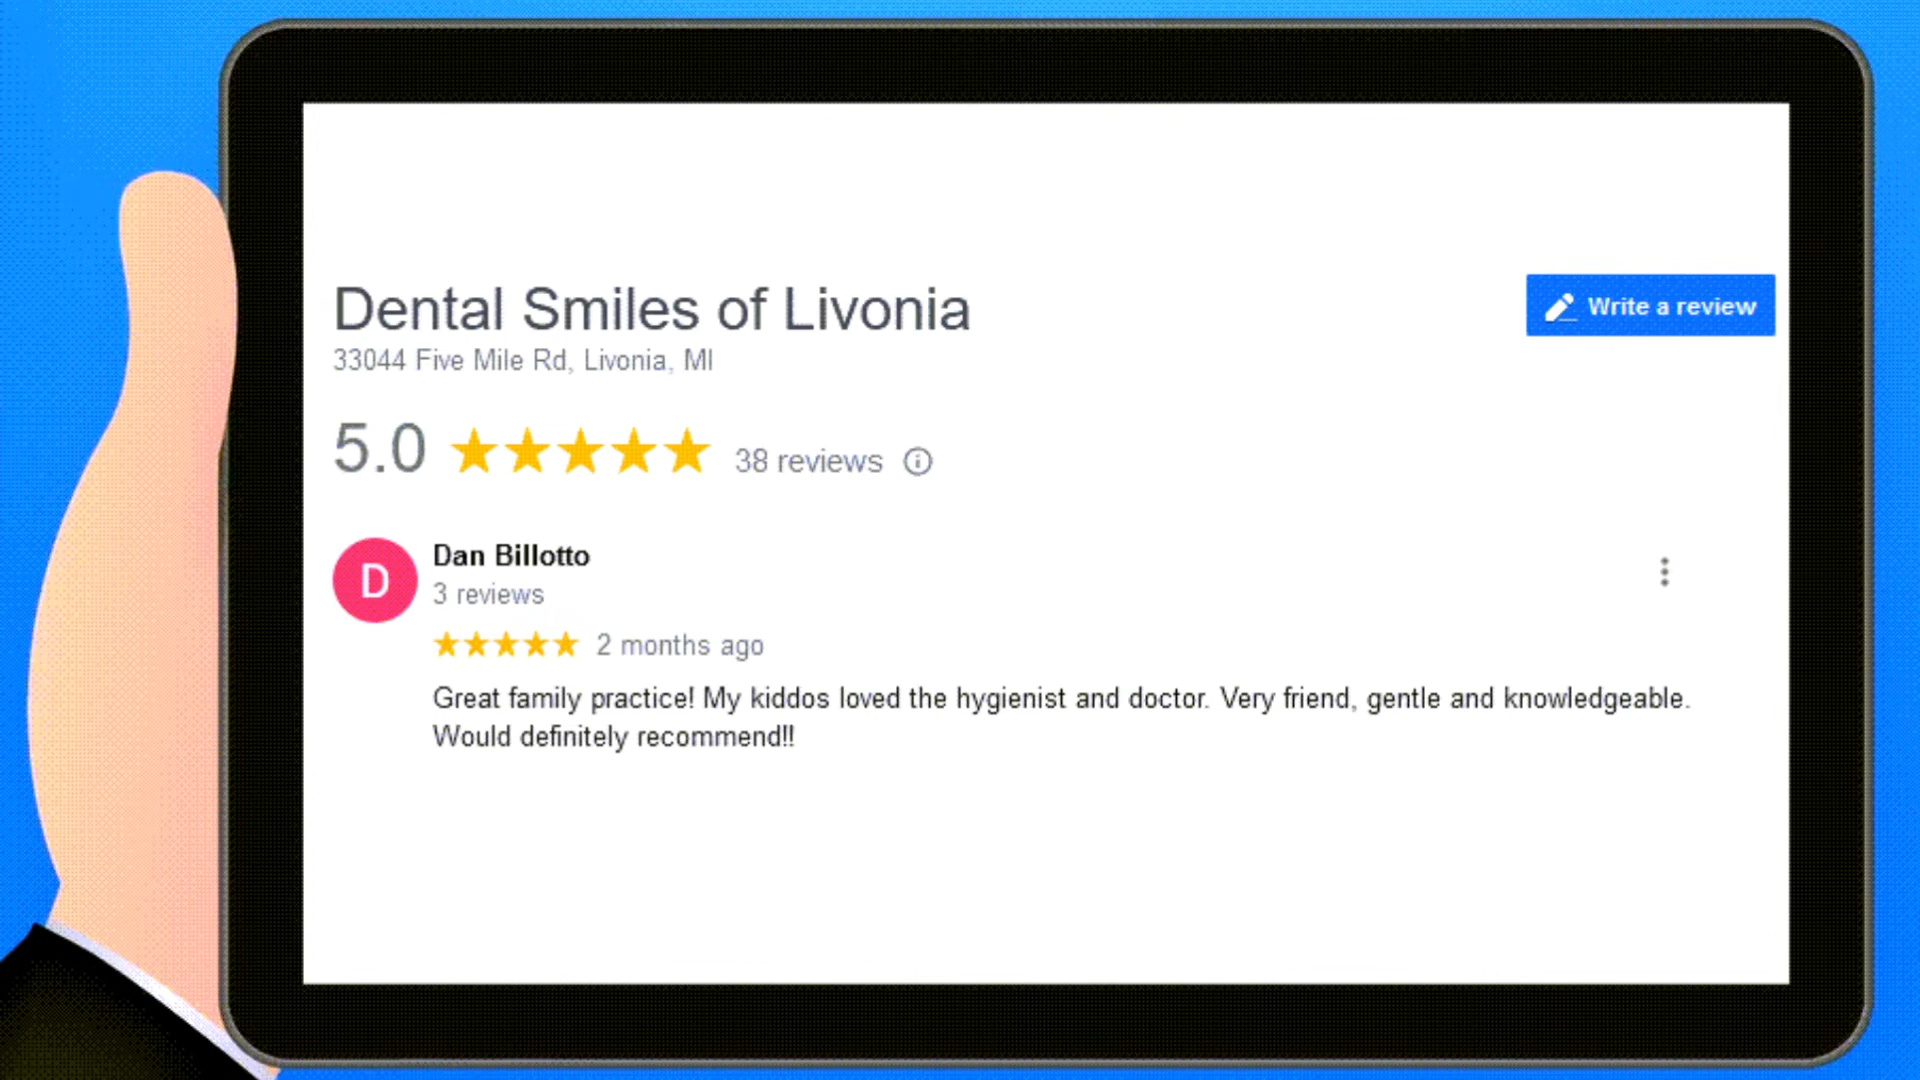 Dental Smiles of Livonia
Write a review
33044 Five Mile Rd, Livonia, MI
5.0 38 reviews
D
Dan Billotto
3 reviews
2 months ago
Great family practice! My kiddos loved the hygienist and doctor. Very friend, gentle and knowledgeable.
Would definitely recommend!!